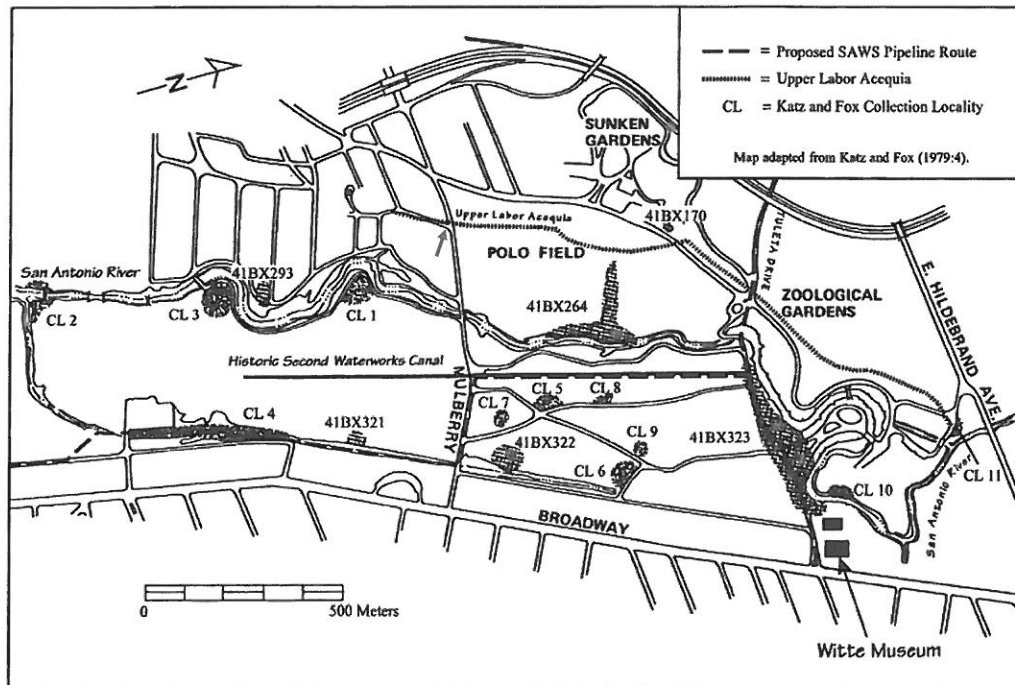 = Proposed SAWS Pipeline Route
= Upper Labor Acequia
CL = Katz and Fox Collection Locality
Map adapted from Katz and Fox (1979:4).
N
SUNKEN
GARDENS
41BX170
Upper Labor Acequia
TULETA DRIVE
POLO FIELD
E. HILDEBRAND AVE.
San Antonio River
41BX293
ZOOLOGICAL
GARDENS
CL 2
CL 3
CL 1
41BX264
Historic Second Waterworks Canal
MULBERRY
CL 5
CL 8
CL 7
CL 4
41BX321
41BX322
CL 9
41BX323
CL 6
CL 10
CL 11
San Antonio River
BROADWAY
0
500 Meters
Witte Museum